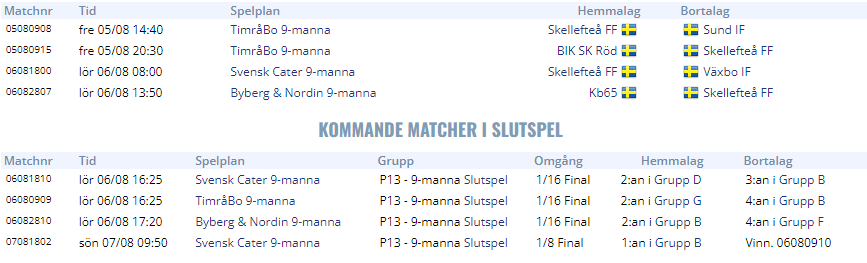 Matchnr Tid Spelplan Hemmalag Bortalag
05080908 fre 05/08 14:40 TimråBo 9-manna Skellefteå FF Sund IF
05080915 fre 05/08 20:30 TimråBo 9-manna BIK SK Röd Skellefteå FF
06081800 lör 06/08 08:00 Svensk Cater 9-manna Skellefteå FF Växbo IF
06082807 lör 06/08 13:50 Byberg & Nordin 9-manna Kb65 Skellefteå FF
KOMMANDE MATCHER I SLUTSPEL
Matchnr Tid Spelplan Grupp Omgång Hemmalag Bortalag
06081810 lör 06/08 16:25 Svensk Cater 9-manna P13 - 9-manna Slutspel 1/16 Final 2:an i Grupp D 3:an i Grupp B
06080909 lör 06/08 16:25 TimråBo 9-manna P13 - 9-manna Slutspel 1/16 Final 2:an i Grupp G 4:an i Grupp B
06082810 lör 06/08 17:20 Byberg & Nordin 9-manna P13 - 9-manna Slutspel 1/16 Final 2:an i Grupp B 4:an i Grupp F
07081802 sön 07/08 09:50 Svensk Cater 9-manna P13 - 9-manna Slutspel 1/8 Final 1:an i Grupp B Vinn. 06080910